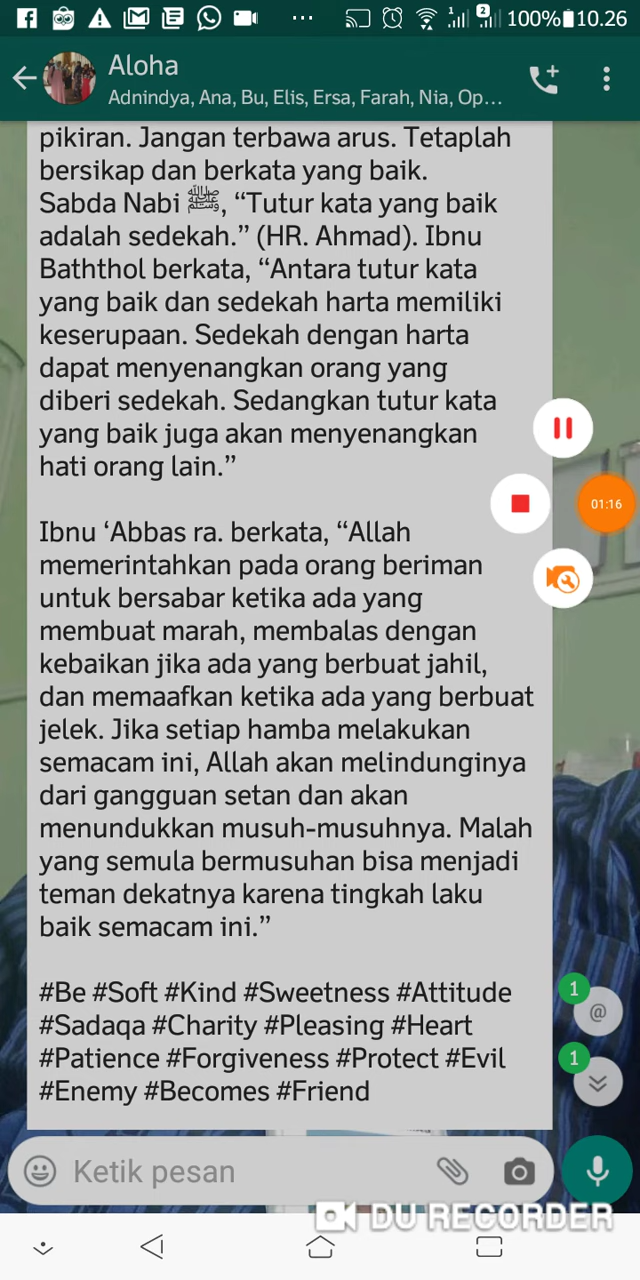 100% 10.26
Aloha
Adnindya, Ana, Bu, Elis, Ersa, Farah, Nia, Op...
pikiran. Jangan terbawa arus. Tetaplah
bersikap dan berkata yang baik.
Sabda Nabi ﷺ, “Tutur kata yang baik
adalah sedekah.” (HR. Ahmad). Ibnu
Baththol berkata, “Antara tutur kata
yang baik dan sedekah harta memiliki
keserupaan. Sedekah dengan harta
dapat menyenangkan orang yang
diberi sedekah. Sedangkan tutur kata
yang baik juga akan menyenangkan
hati orang lain.”
01:16
Ibnu ‘Abbas ra. berkata, “Allah
memerintahkan pada orang beriman
untuk bersabar ketika ada yang
membuat marah, membalas dengan
kebaikan jika ada yang berbuat jahil,
dan memaafkan ketika ada yang berbuat
jelek. Jika setiap hamba melakukan
semacam ini, Allah akan melindunginya
dari gangguan setan dan akan
menundukkan musuh-musuhnya. Malah
yang semula bermusuhan bisa menjadi
teman dekatnya karena tingkah laku
baik semacam ini.”
#Be #Soft #Kind #Sweetness #Attitude
#Sadaqa #Charity #Pleasing #Heart
#Patience #Forgiveness #Protect #Evil
#Enemy #Becomes #Friend
1
@
1
Ketik pesan
DU RECORDER